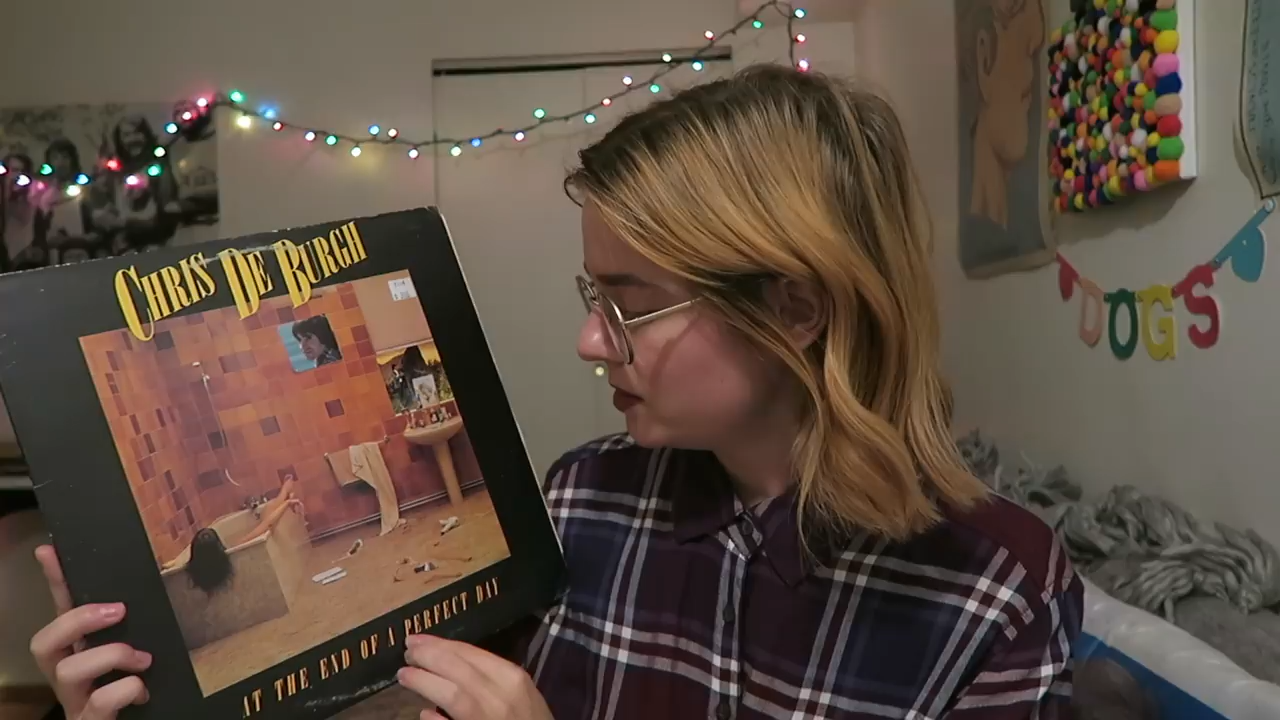 CHRIS DE BURGH
AT THE END OF A PERFECT DAY
DOGS